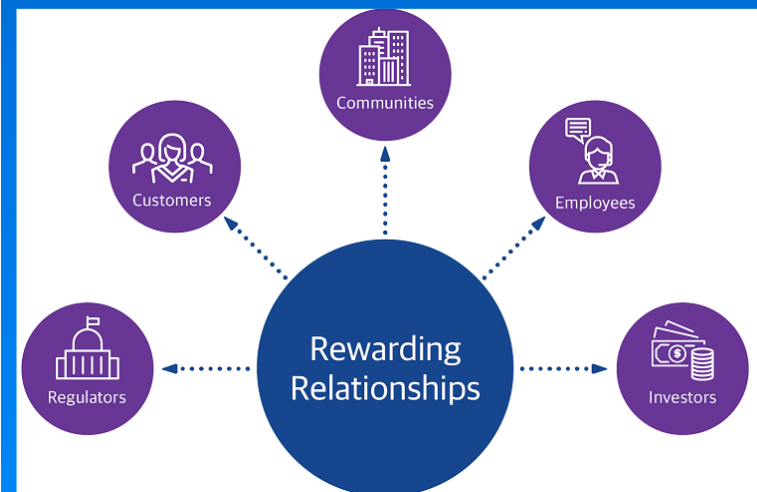 Communities
Customers
Employees
Rewarding
Relationships
Regulators
Investors